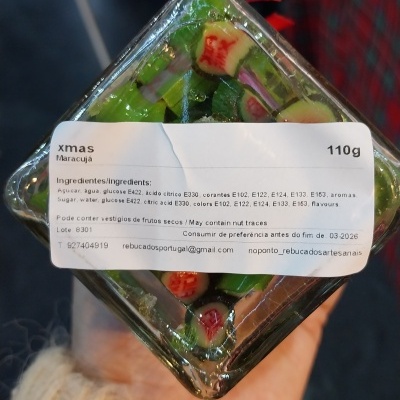 xmas 110g
Maracujá
Ingredientes/Ingredients:
Açúcar, água, glucose E422, ácido cítrico E330, corantes E102, E122, E124, E133, E153, aromas.
Sugar, water, glucose E422, citric acid E330, colors E102, E122, E124, E133, E153, flavours.
Pode conter vestígios de frutos secos / May contain nut traces
Lote 8301 Consumir de preferência antes do fim de 03-2026
T. 927404919 rebucadosportugal@gmail.com noponto_rebucadosartesanais